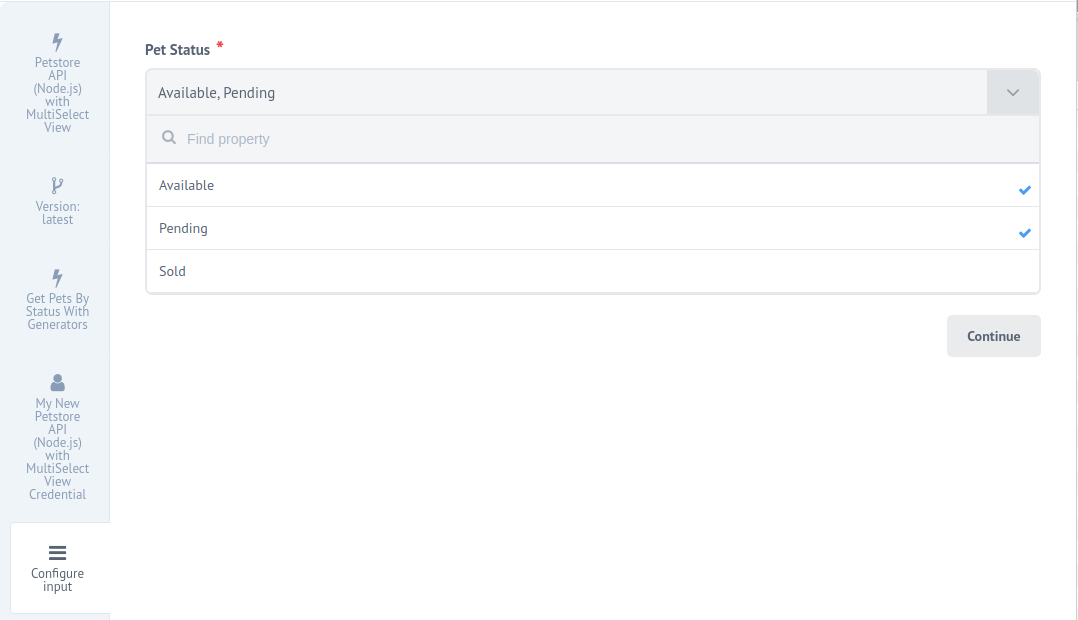 Petstore
API
(Node.js)
with
MultiSelect
View
Version:
latest
Get Pets By
Status With
Generators
My New
Petstore
API
(Node.js)
with
MultiSelect
View
Credential
Configure
input
Pet Status *
Available, Pending
Find property
Available
Pending
Sold
Continue